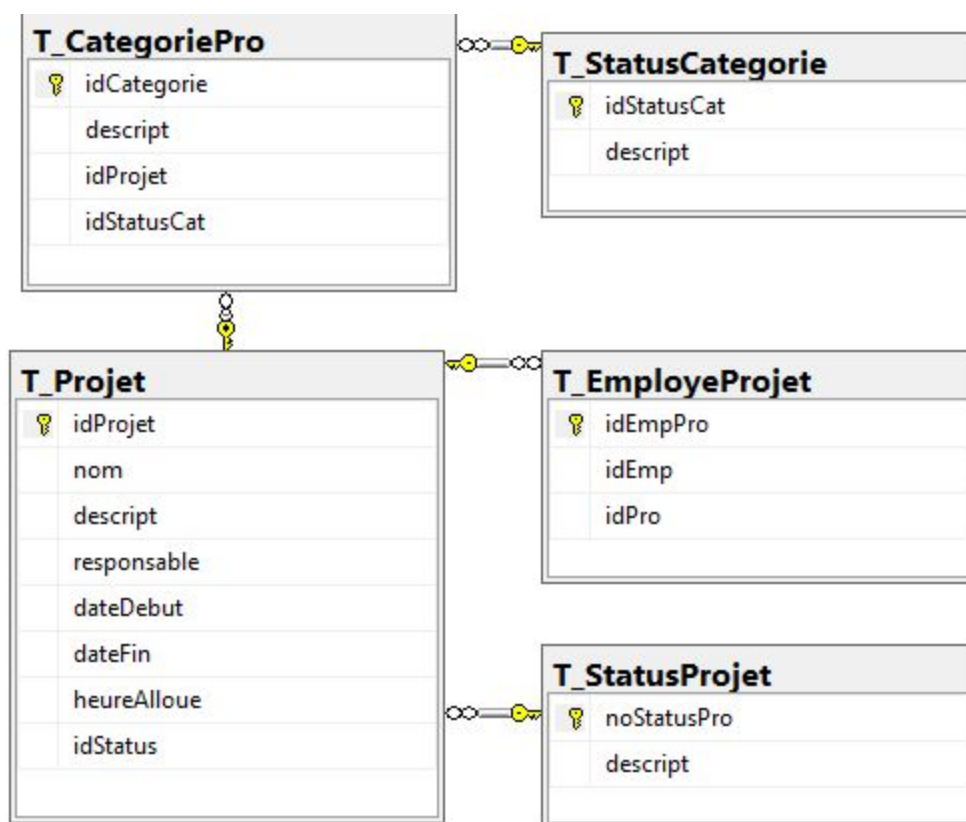 T_CategoriePro
idCategorie
descript
idProjet
idStatusCat
T_StatusCategorie
idStatusCat
descript
T_Projet
idProjet
nom
descript
responsable
dateDebut
dateFin
heureAlloue
idStatus
T_EmployeProjet
idEmpPro
idEmp
idPro
T_StatusProjet
noStatusPro
descript